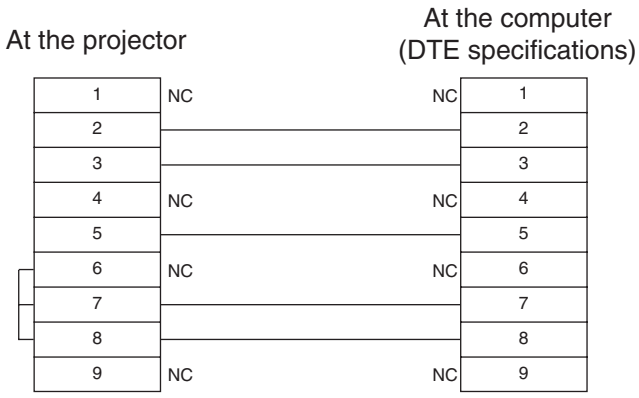 At the projector
At the computer
(DTE specifications)
1 NC NC 1
2 2
3 3
4 NC NC 4
5 5
6 NC NC 6
7 7
8 8
9 NC NC 9